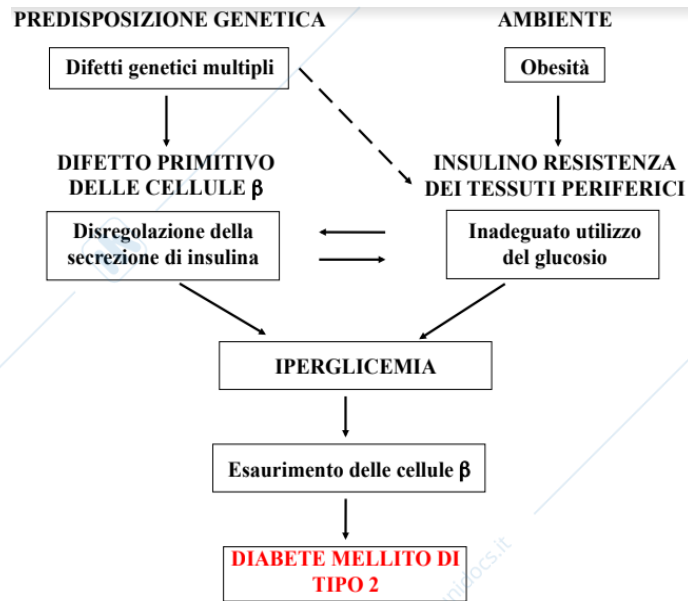 PREDISPOSIZIONE GENETICA
AMBIENTE
Difetti genetici multipli
Obesità
DIFETTO PRIMITIVO
DELLE CELLULE β
INSULINO RESISTENZA
DEI TESSUTI PERIFERICI
Disregolazione della
secrezione di insulina
Inadeguato utilizzo
del glucosio
IPERGLICEMIA
Esaurimento delle cellule β
DIABETE MELLITO DI
TIPO 2